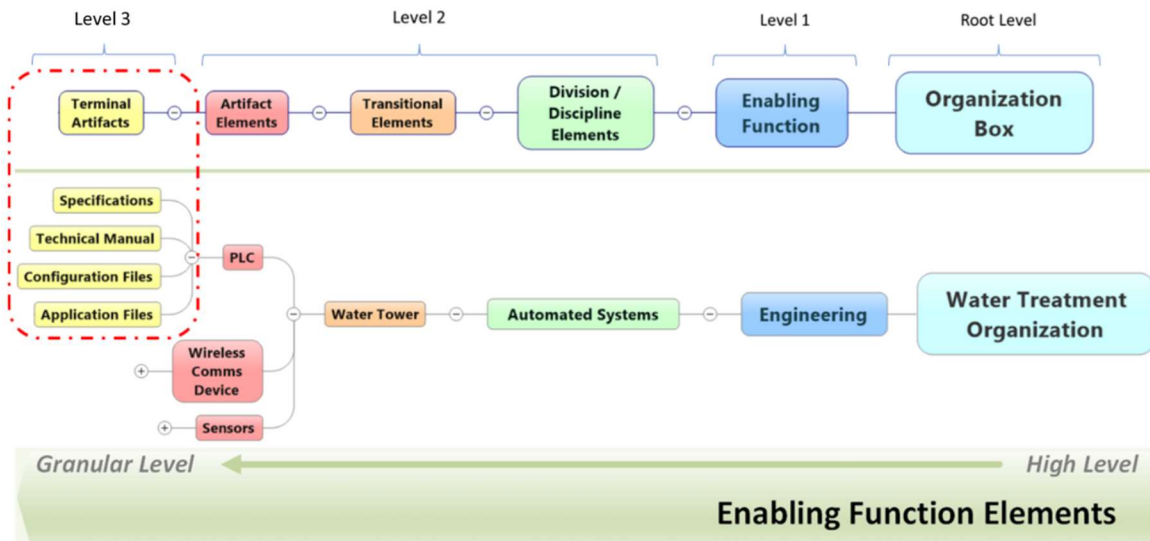 Level 3
Level 2
Level 1
Root Level
Terminal
Artifacts
Artifact
Elements
Transitional
Elements
Division /
Discipline
Elements
Enabling
Function
Organization
Box
Specifications
Technical Manual
Configuration Files
Application Files
PLC
Wireless
Comms
Device
Sensors
Water Tower
Automated Systems
Engineering
Water Treatment
Organization
Granular Level
High Level
Enabling Function Elements